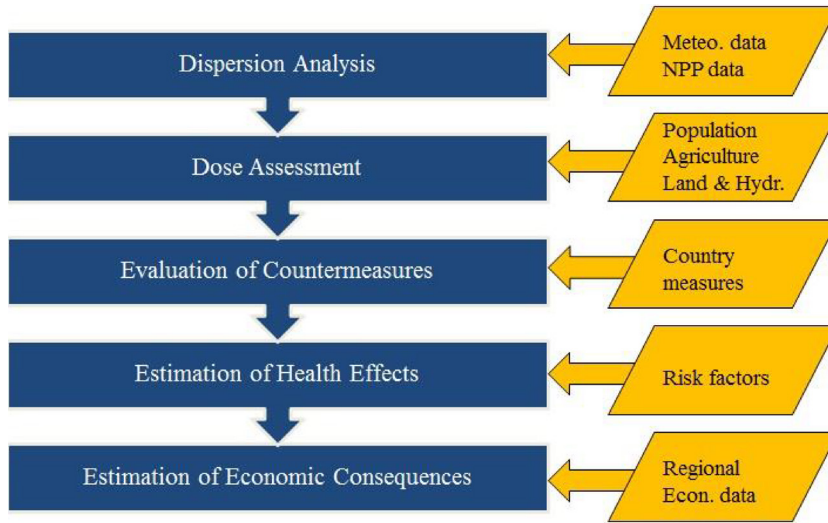 Dispersion Analysis
Meteo. data
NPP data
Dose Assessment
Population
Agriculture
Land & Hydr.
Evaluation of Countermeasures
Country
measures
Estimation of Health Effects
Risk factors
Estimation of Economic Consequences
Regional
Econ. data